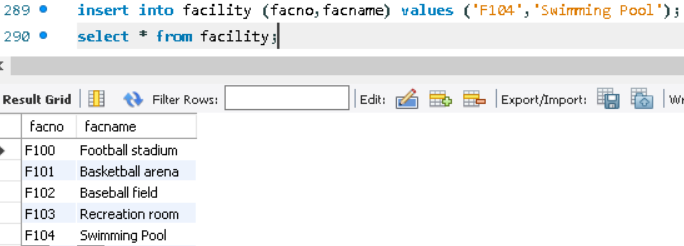 289 insert into facility (facno,facname) values ('F104','Swimming Pool');
290 select * from facility;
Result Grid Filter Rows: Edit: Export/Import:
facno facname
F100 Football stadium
F101 Basketball arena
F102 Baseball field
F103 Recreation room
F104 Swimming Pool